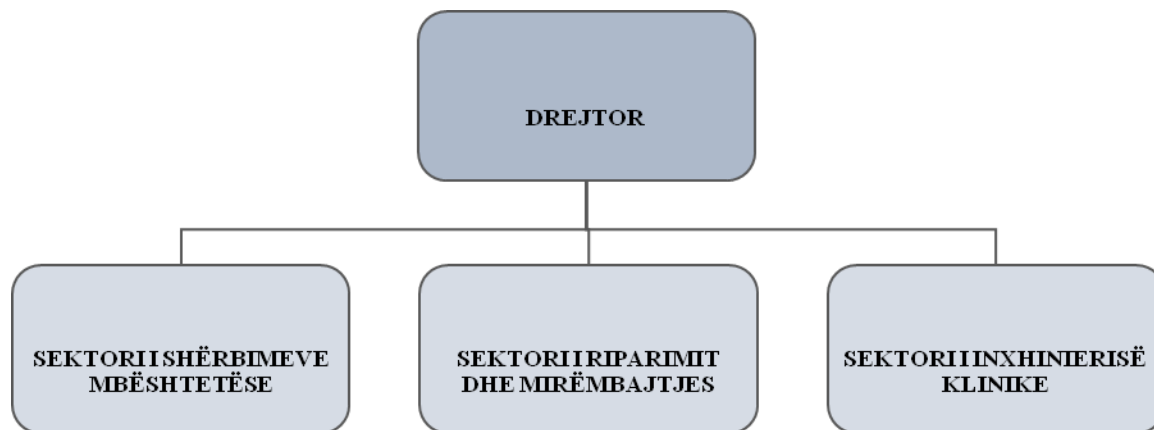 DREJTOR
SEKTORI I SHËRBIMEVE
MBËSHTETËSE
SEKTORI I RIPARIMIT
DHE MIRËMBAJTJES
SEKTORI I INXHINIERISË
KLINIKE